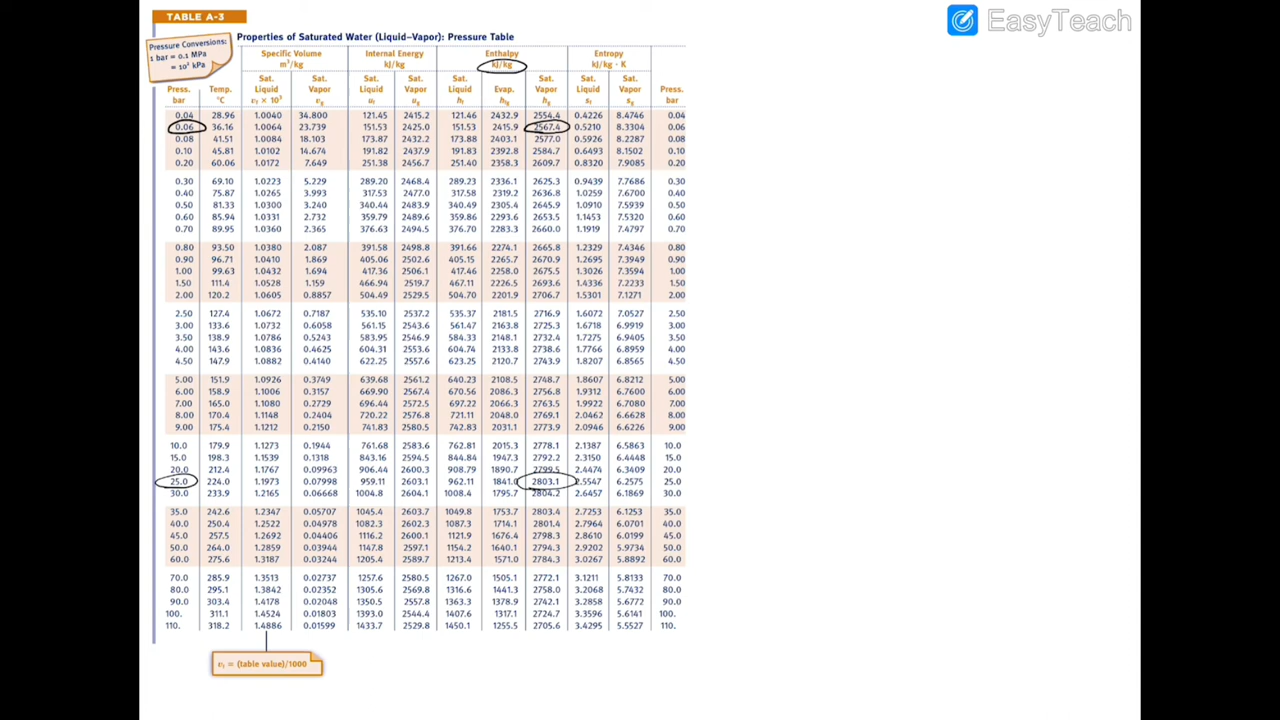 TABLE A-3
EasyTeach
Properties of Saturated Water (Liquid–Vapor): Pressure Table
Pressure Conversions:
1 bar = 0.1 MPa
= 10² kPa
Specific Volume Internal Energy Enthalpy Entropy
m³/kg kJ/kg kJ/kg kJ/kg · K
Sat. Sat. Sat. Sat. Sat. Sat. Sat. Sat.
Press. Temp. Liquid Vapor Liquid Vapor Liquid Evap. Vapor Liquid Vapor Press.
bar °C vf × 10³ vg uf ug hf hfg hg sf sg bar
0.04 28.96 1.0040 34.800 121.45 2415.2 121.46 2432.9 2554.4 0.4226 8.4746 0.04
0.06 36.16 1.0064 23.739 151.53 2425.0 151.53 2415.9 2567.4 0.5210 8.3304 0.06
0.08 41.51 1.0084 18.103 173.87 2432.2 173.88 2403.1 2577.0 0.5926 8.2287 0.08
0.10 45.81 1.0102 14.674 191.82 2437.9 191.83 2392.8 2584.7 0.6493 8.1502 0.10
0.20 60.06 1.0172 7.649 251.38 2456.7 251.40 2358.3 2609.7 0.8320 7.9085 0.20
0.30 69.10 1.0223 5.229 289.20 2468.4 289.23 2336.1 2625.3 0.9439 7.7686 0.30
0.40 75.87 1.0265 3.993 317.53 2477.0 317.58 2319.2 2636.8 1.0259 7.6700 0.40
0.50 81.33 1.0300 3.240 340.44 2483.9 340.49 2305.4 2645.9 1.0910 7.5939 0.50
0.60 85.94 1.0331 2.732 359.79 2489.6 359.86 2293.6 2653.5 1.1453 7.5320 0.60
0.70 89.95 1.0360 2.365 376.63 2494.5 376.70 2283.3 2660.0 1.1919 7.4797 0.70
0.80 93.50 1.0380 2.087 391.58 2498.8 391.66 2274.1 2665.8 1.2329 7.4346 0.80
0.90 96.71 1.0410 1.869 405.06 2502.6 405.15 2265.7 2670.9 1.2695 7.3949 0.90
1.00 99.63 1.0432 1.694 417.36 2506.1 417.46 2258.0 2675.5 1.3026 7.3594 1.00
1.50 111.4 1.0528 1.159 466.94 2519.7 467.11 2226.5 2693.6 1.4336 7.2233 1.50
2.00 120.2 1.0605 0.8857 504.49 2529.5 504.70 2201.9 2706.7 1.5301 7.1271 2.00
2.50 127.4 1.0672 0.7187 535.10 2537.2 535.37 2181.5 2716.9 1.6072 7.0527 2.50
3.00 133.6 1.0732 0.6058 561.15 2543.6 561.47 2163.8 2725.3 1.6718 6.9919 3.00
3.50 138.9 1.0786 0.5243 583.95 2546.9 584.33 2148.1 2732.4 1.7275 6.9405 3.50
4.00 143.6 1.0836 0.4625 604.31 2553.6 604.74 2133.8 2738.6 1.7766 6.8959 4.00
4.50 147.9 1.0882 0.4140 622.25 2557.6 623.25 2120.7 2743.9 1.8207 6.8565 4.50
5.00 151.9 1.0926 0.3749 639.68 2561.2 640.23 2108.5 2748.7 1.8607 6.8212 5.00
6.00 158.9 1.1006 0.3157 669.90 2567.4 670.56 2086.3 2756.8 1.9312 6.7600 6.00
7.00 165.0 1.1080 0.2729 696.44 2572.5 697.22 2066.3 2763.5 1.9922 6.7080 7.00
8.00 170.4 1.1148 0.2404 720.22 2576.8 721.11 2048.0 2769.1 2.0462 6.6628 8.00
9.00 175.4 1.1212 0.2150 741.83 2580.5 742.83 2031.1 2773.9 2.0946 6.6226 9.00
10.0 179.9 1.1273 0.1944 761.68 2583.6 762.81 2015.3 2778.1 2.1387 6.5863 10.0
15.0 198.3 1.1539 0.1318 843.16 2594.5 844.84 1947.3 2792.2 2.3150 6.4448 15.0
20.0 212.4 1.1767 0.09963 906.44 2600.3 908.79 1890.7 2799.5 2.4474 6.3409 20.0
25.0 224.0 1.1973 0.07998 959.11 2603.1 962.11 1841.0 2803.1 2.5547 6.2575 25.0
30.0 233.9 1.2165 0.06668 1004.8 2604.1 1008.4 1795.7 2804.2 2.6457 6.1869 30.0
35.0 242.6 1.2347 0.05707 1045.4 2603.7 1049.8 1753.7 2803.4 2.7253 6.1253 35.0
40.0 250.4 1.2522 0.04978 1082.3 2602.3 1087.3 1714.1 2801.4 2.7964 6.0701 40.0
45.0 257.5 1.2692 0.04406 1116.2 2600.1 1121.9 1676.4 2798.3 2.8610 6.0199 45.0
50.0 264.0 1.2859 0.03944 1147.8 2597.1 1154.2 1640.1 2794.3 2.9202 5.9734 50.0
60.0 275.6 1.3187 0.03244 1205.4 2589.7 1213.4 1571.0 2784.3 3.0267 5.8892 60.0
70.0 285.9 1.3513 0.02737 1257.6 2580.5 1267.0 1505.1 2772.1 3.1211 5.8133 70.0
80.0 295.1 1.3842 0.02352 1305.6 2569.8 1316.6 1441.3 2758.0 3.2068 5.7432 80.0
90.0 303.4 1.4178 0.02048 1350.5 2557.8 1363.3 1378.9 2742.1 3.2858 5.6772 90.0
100. 311.1 1.4524 0.01803 1393.0 2544.4 1407.6 1317.1 2724.7 3.3596 5.6141 100.
110. 318.2 1.4886 0.01599 1433.7 2529.8 1450.1 1255.5 2705.6 3.4295 5.5527 110.
vf = (table value)/1000